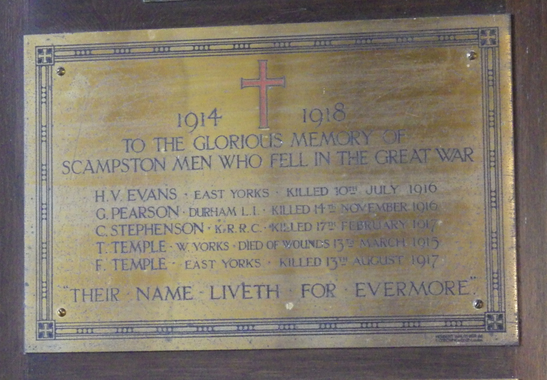 1914 1918
TO THE GLORIOUS MEMORY OF
SCAMPSTON MEN WHO FELL IN THE GREAT WAR
H.V. EVANS · EAST YORKS · KILLED 10TH JULY 1916
G. PEARSON · DURHAM L.I. · KILLED 14TH NOVEMBER 1916
C. STEPHENSON · K.R.R.C. · KILLED 17TH FEBRUARY 1917
T. TEMPLE · W. YORKS · DIED OF WOUNDS 13TH MARCH 1915
F. TEMPLE · EAST YORKS · KILLED 13TH AUGUST 1917
"THEIR · NAME · LIVETH · FOR · EVERMORE"